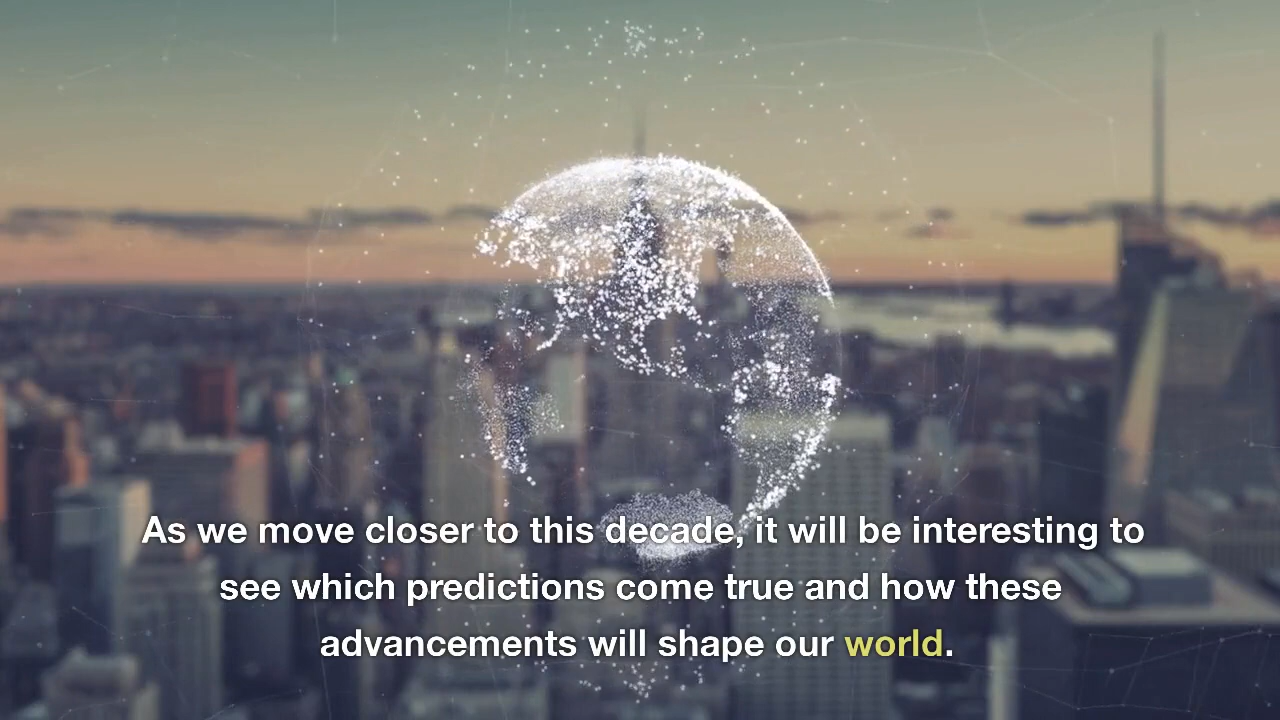 As we move closer to this decade, it will be interesting to
see which predictions come true and how these
advancements will shape our world.